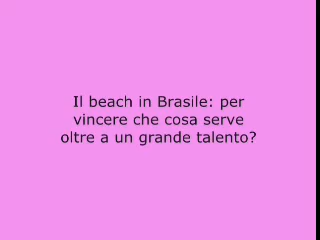 Il beach in Brasile: per
vincere che cosa serve
oltre a un grande talento?